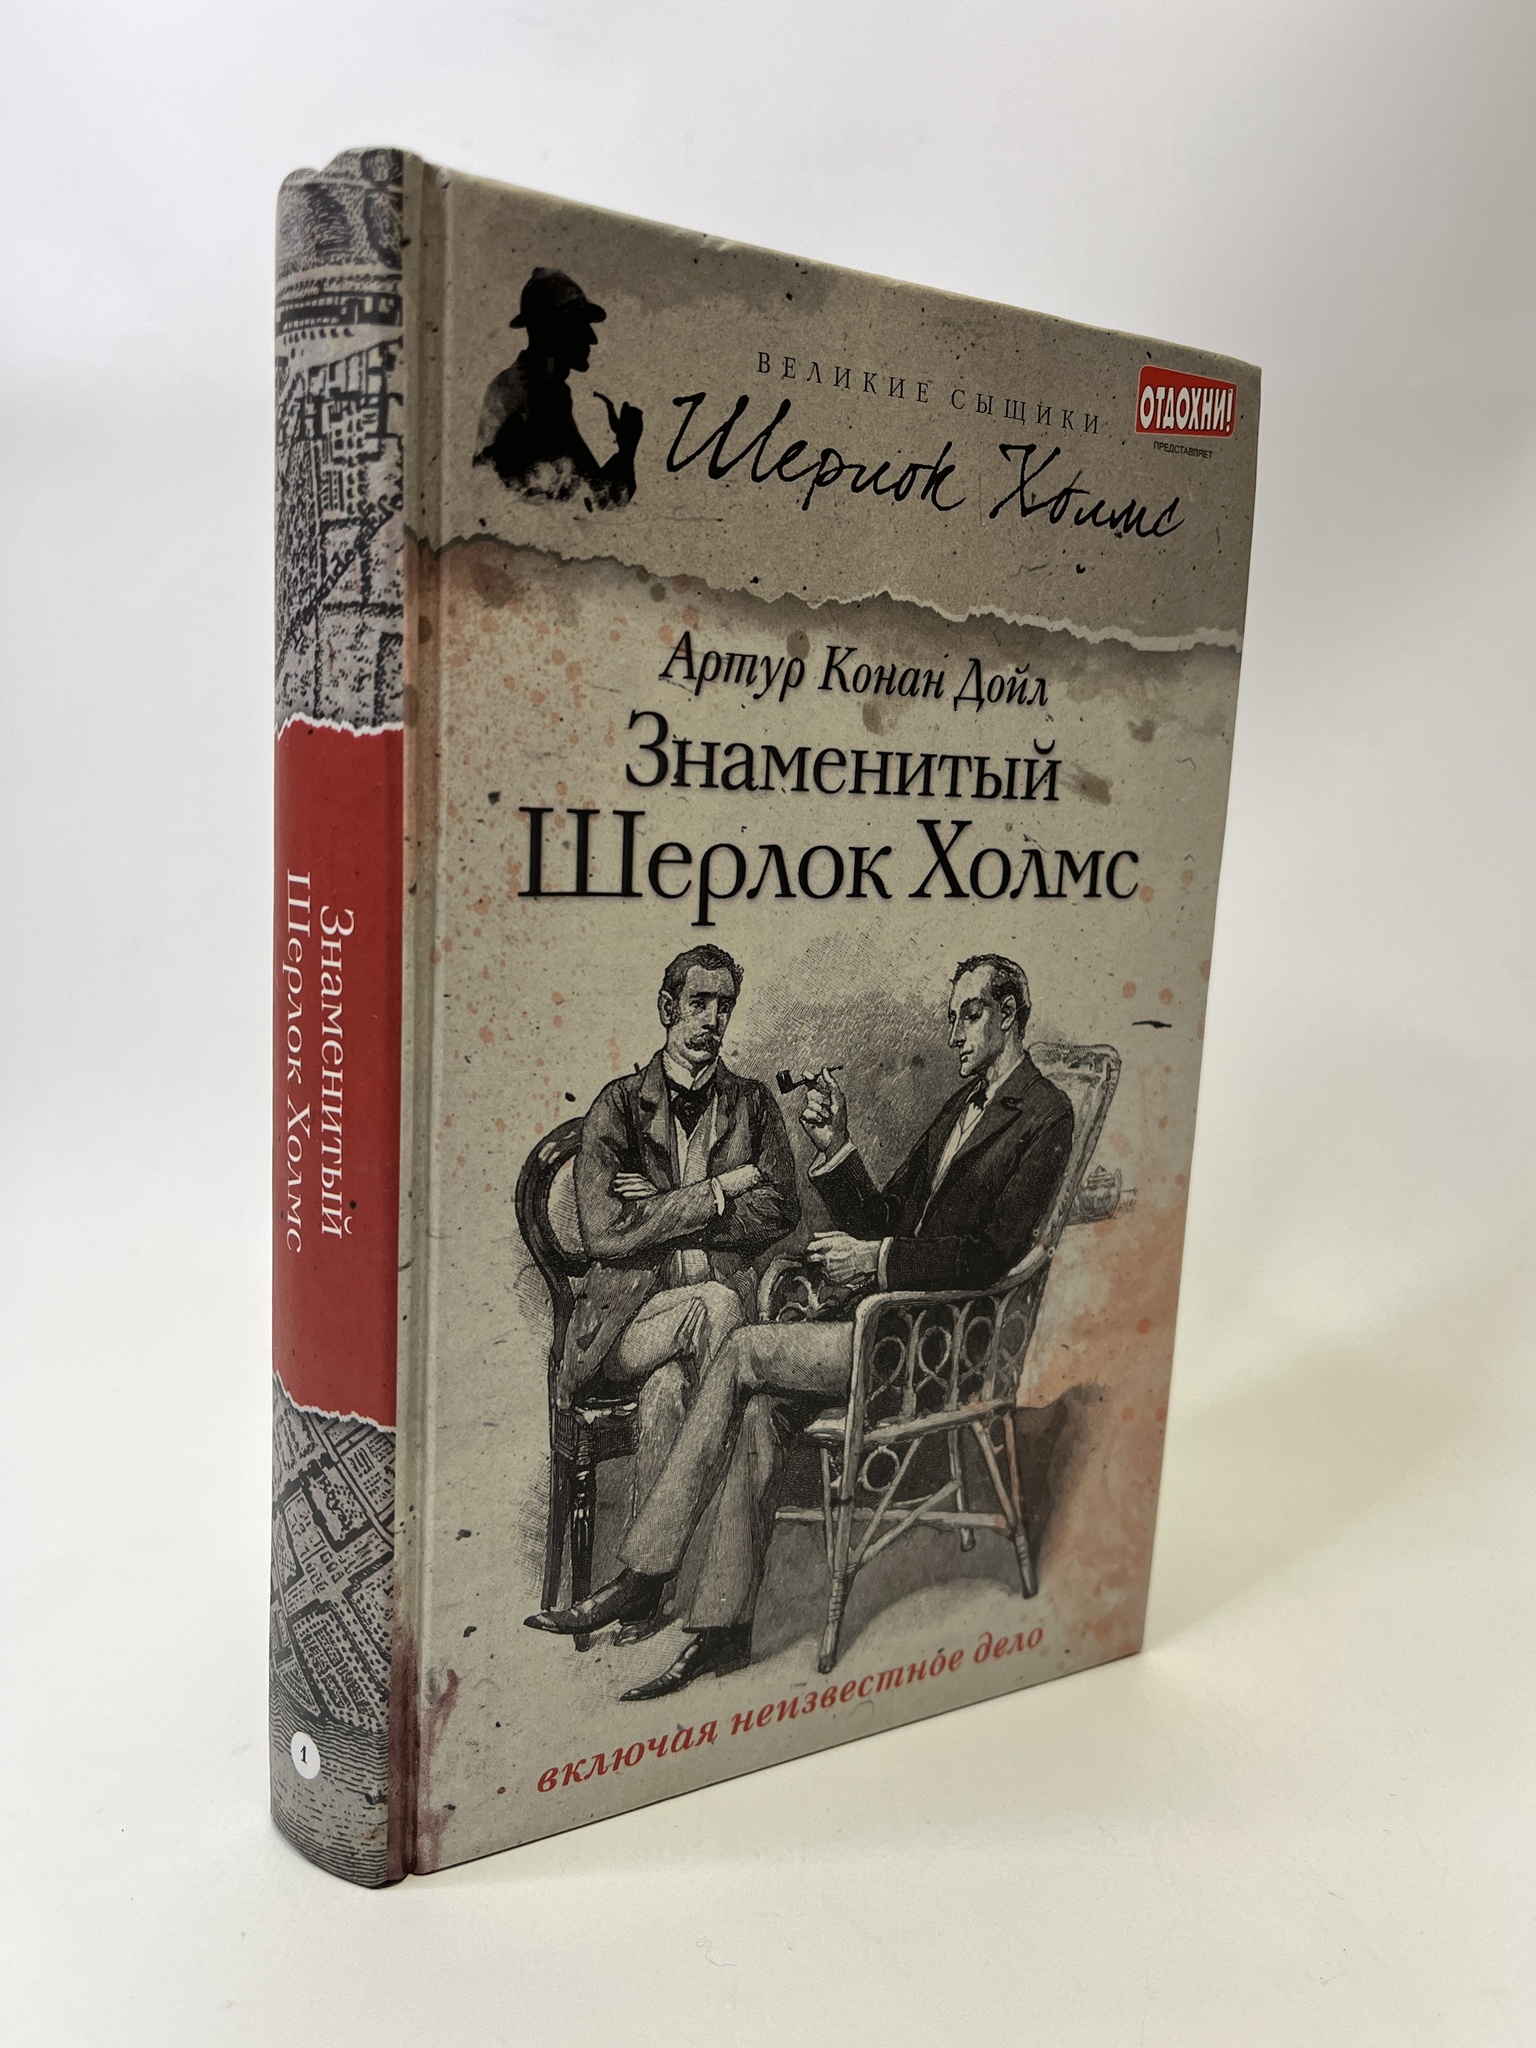 ВЕЛИКИЕ СЫЩИКИ
Шерлок Холмс
ОТДОХНИ!
ПРЕДСТАВЛЯЕТ
Артур Конан Дойл
Знаменитый
Шерлок Холмс
включая неизвестное дело
Знаменитый
Шерлок Холмс
1